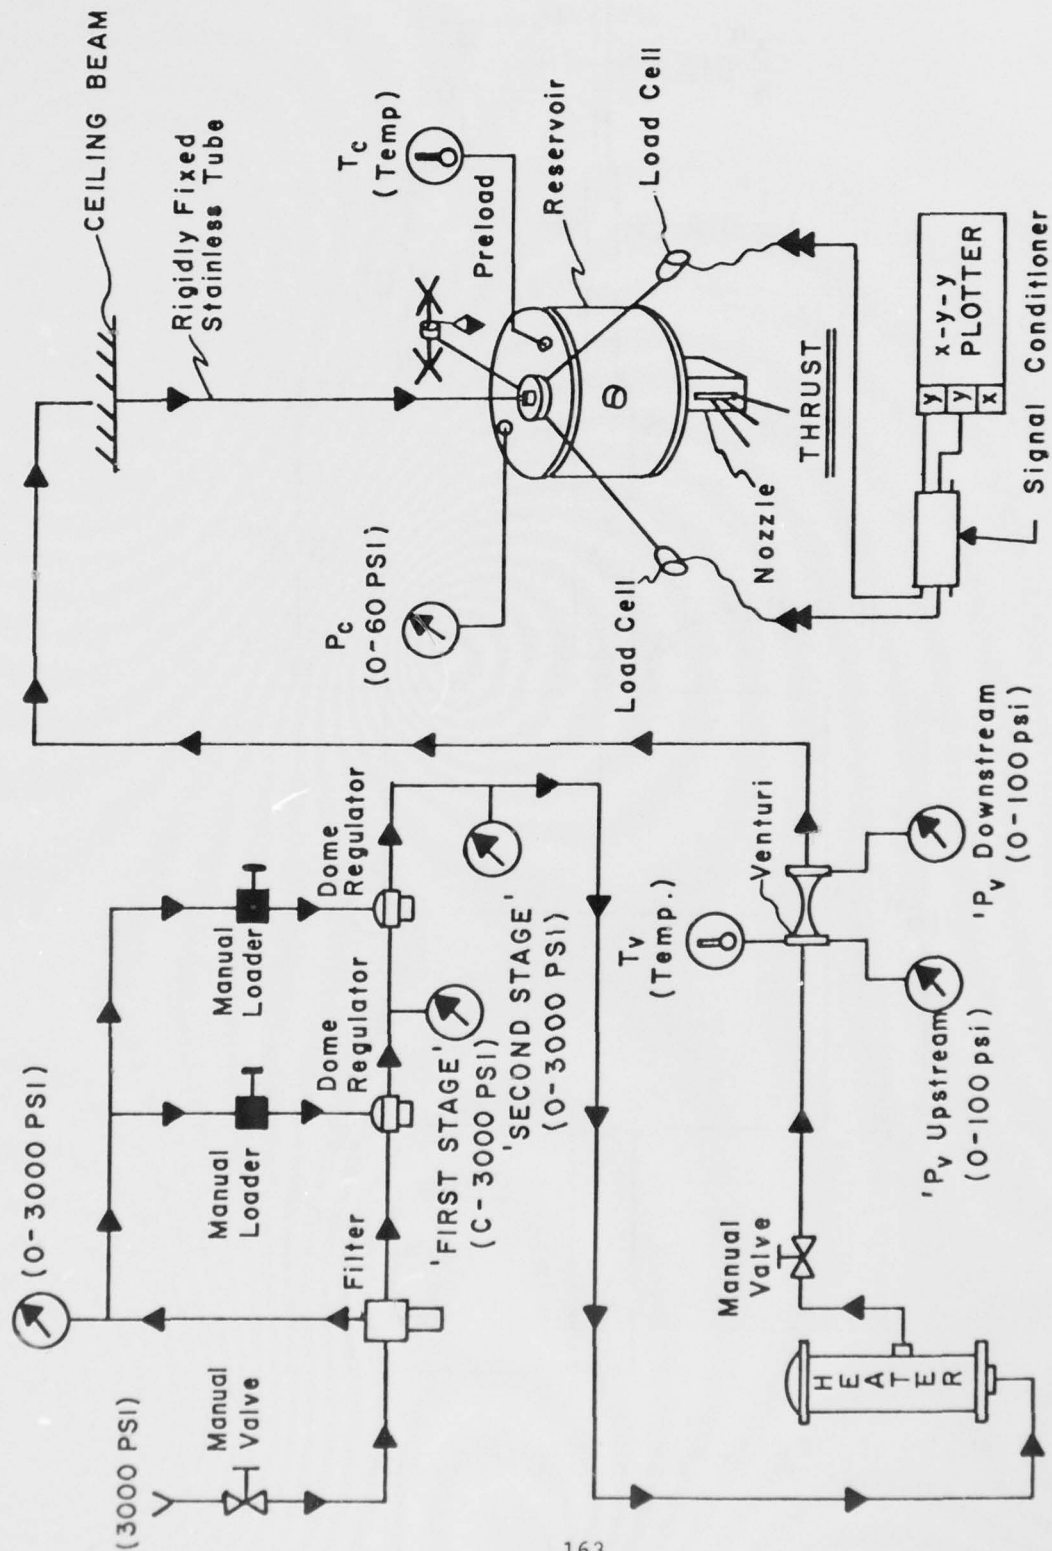 (3000 PSI)
Manual
Valve
(0-3000 PSI)
Filter
Manual
Loader
Manual
Loader
Dome
Regulator
Dome
Regulator
'FIRST STAGE'
(C-3000 PSI)
'SECOND STAGE'
(0-3000 PSI)
HEATER
Manual
Valve
Tv
(Temp.)
Venturi
'Pv Upstream
(0-100 psi)
'Pv Downstream
(0-100psi)
CEILING BEAM
Rigidly Fixed
Stainless Tube
Pc
(0-60 PSI)
Tc
(Temp)
Preload
Reservoir
Load Cell
Load Cell
Nozzle
THRUST
y
y
x
x-y-y
PLOTTER
Signal Conditioner
163